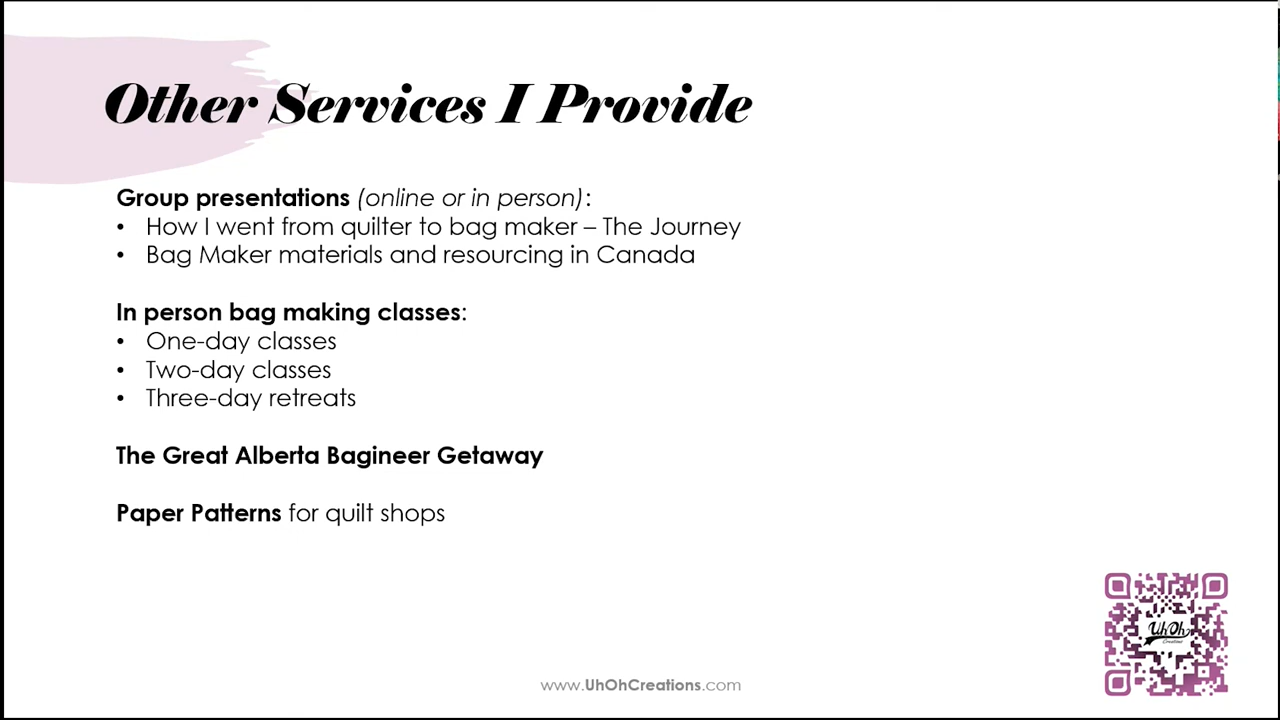 Other Services I Provide
Group presentations (online or in person):
• How I went from quilter to bag maker – The Journey
• Bag Maker materials and resourcing in Canada
In person bag making classes:
• One-day classes
• Two-day classes
• Three-day retreats
The Great Alberta Bagineer Getaway
Paper Patterns for quilt shops
UhOh
Creations
www.UhOhCreations.com